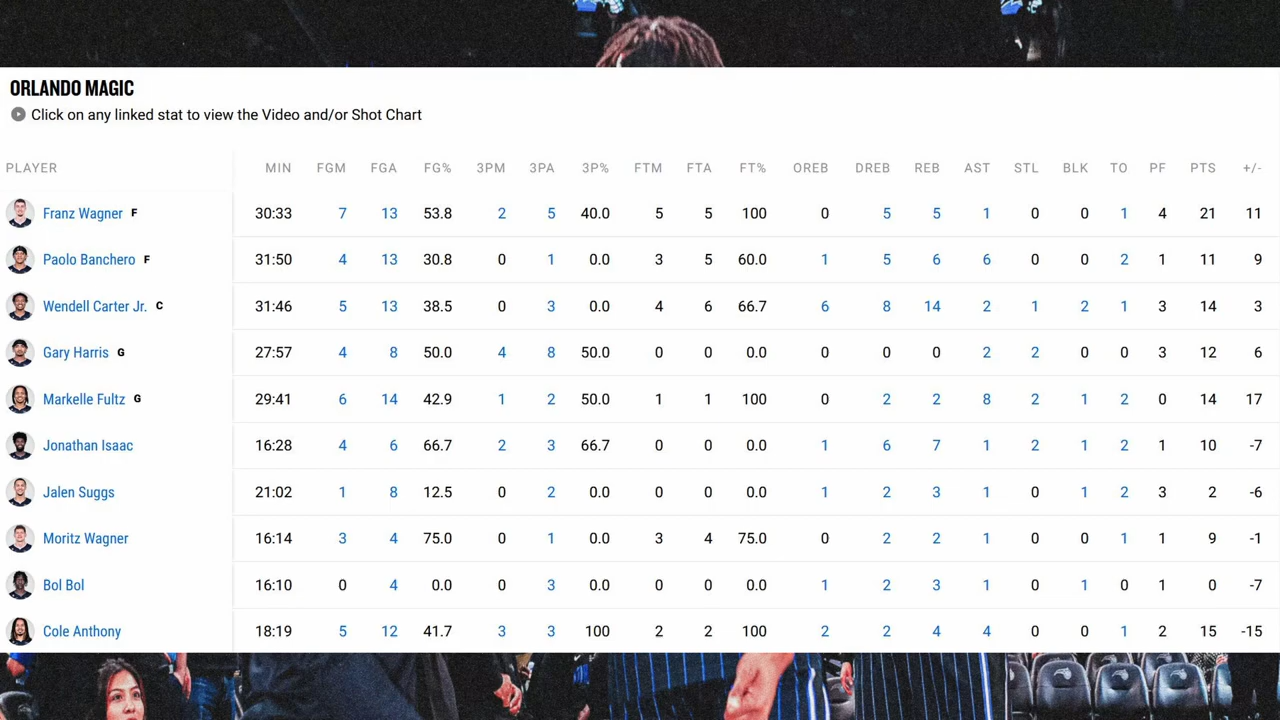 ORLANDO MAGIC
Click on any linked stat to view the Video and/or Shot Chart
PLAYER MIN FGM FGA FG% 3PM 3PA 3P% FTM FTA FT% OREB DREB REB AST STL BLK TO PF PTS +/-
Franz Wagner F 30:33 7 13 53.8 2 5 40.0 5 5 100 0 5 5 1 0 0 1 4 21 11
Paolo Banchero F 31:50 4 13 30.8 0 1 0.0 3 5 60.0 1 5 6 6 0 0 2 1 11 9
Wendell Carter Jr. C 31:46 5 13 38.5 0 3 0.0 4 6 66.7 6 8 14 2 1 2 1 3 14 3
Gary Harris G 27:57 4 8 50.0 4 8 50.0 0 0 0.0 0 0 0 2 2 0 0 3 12 6
Markelle Fultz G 29:41 6 14 42.9 1 2 50.0 1 1 100 0 2 2 8 2 1 2 0 14 17
Jonathan Isaac 16:28 4 6 66.7 2 3 66.7 0 0 0.0 1 6 7 1 2 1 2 1 10 -7
Jalen Suggs 21:02 1 8 12.5 0 2 0.0 0 0 0.0 1 2 3 1 0 1 2 3 2 -6
Moritz Wagner 16:14 3 4 75.0 0 1 0.0 3 4 75.0 0 2 2 1 0 0 1 1 9 -1
Bol Bol 16:10 0 4 0.0 0 3 0.0 0 0 0.0 1 2 3 1 0 1 0 1 0 -7
Cole Anthony 18:19 5 12 41.7 3 3 100 2 2 100 2 2 4 4 0 0 1 2 15 -15